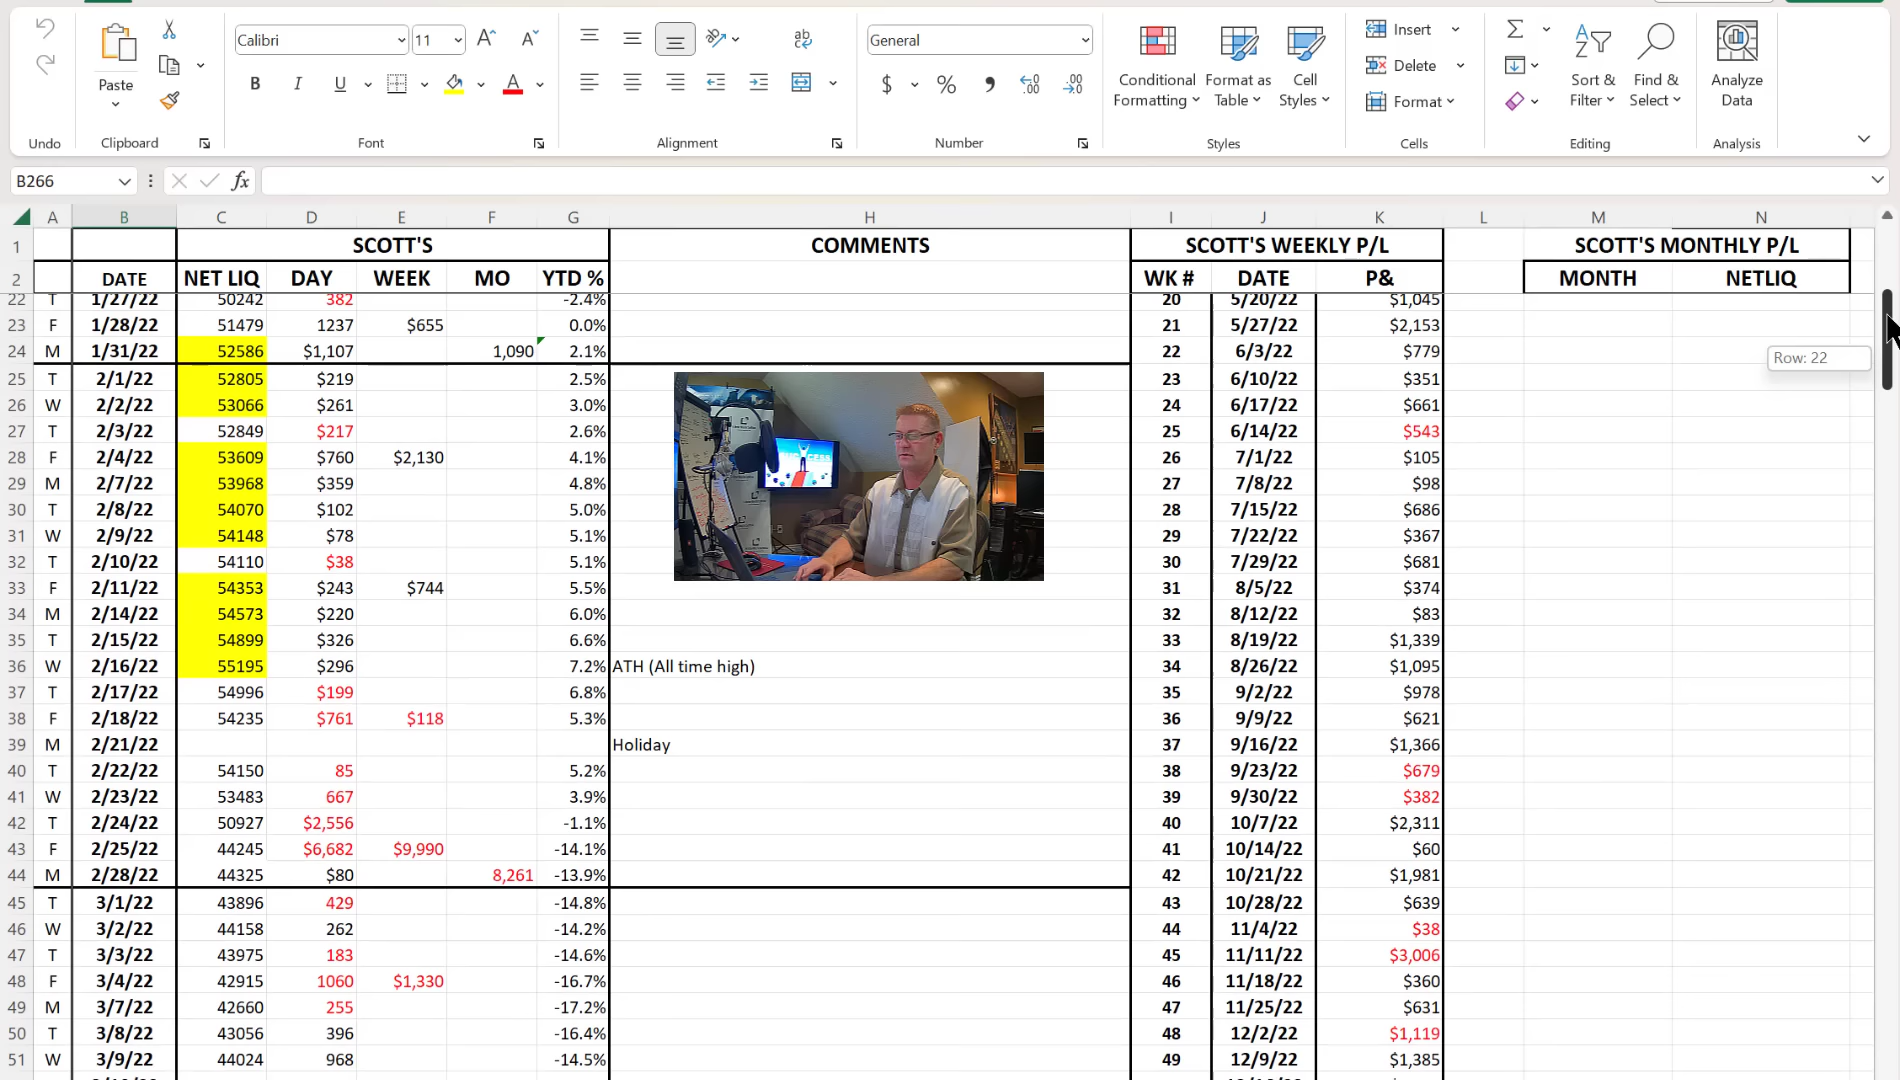 Undo
Paste
Clipboard
Calibri
11
A^
A
B I U
A
Font
ab
c
Alignment
General
$ % , .00
Number
Conditional Formatting
Format as Table
Cell Styles
Styles
Insert
Delete
Format
Cells
Σ
A Z
Sort & Filter
Find & Select
Editing
Analyze Data
Analysis
B266
fx
A B C D E F G H I J K L M N
1 SCOTT'S COMMENTS SCOTT'S WEEKLY P/L SCOTT'S MONTHLY P/L
2 DATE NET LIQ DAY WEEK MO YTD % WK # DATE P& MONTH NETLIQ
22 T 1/27/22 50242 382 -2.4% 20 5/20/22 $1,045
23 F 1/28/22 51479 1237 $655 0.0% 21 5/27/22 $2,153
24 M 1/31/22 52586 $1,107 1,090 2.1% 22 6/3/22 $779
Row: 22
25 T 2/1/22 52805 $219 2.5% 23 6/10/22 $351
26 W 2/2/22 53066 $261 3.0% 24 6/17/22 $661
27 T 2/3/22 52849 $217 2.6% 25 6/14/22 $543
28 F 2/4/22 53609 $760 $2,130 4.1% 26 7/1/22 $105
29 M 2/7/22 53968 $359 4.8% 27 7/8/22 $98
30 T 2/8/22 54070 $102 5.0% 28 7/15/22 $686
31 W 2/9/22 54148 $78 5.1% 29 7/22/22 $367
32 T 2/10/22 54110 $38 5.1% 30 7/29/22 $681
33 F 2/11/22 54353 $243 $744 5.5% 31 8/5/22 $374
34 M 2/14/22 54573 $220 6.0% 32 8/12/22 $83
35 T 2/15/22 54899 $326 6.6% 33 8/19/22 $1,339
36 W 2/16/22 55195 $296 7.2% ATH (All time high) 34 8/26/22 $1,095
37 T 2/17/22 54996 $199 6.8% 35 9/2/22 $978
38 F 2/18/22 54235 $761 $118 5.3% 36 9/9/22 $621
39 M 2/21/22 Holiday 37 9/16/22 $1,366
40 T 2/22/22 54150 85 5.2% 38 9/23/22 $679
41 W 2/23/22 53483 667 3.9% 39 9/30/22 $382
42 T 2/24/22 50927 $2,556 -1.1% 40 10/7/22 $2,311
43 F 2/25/22 44245 $6,682 $9,990 -14.1% 41 10/14/22 $60
44 M 2/28/22 44325 $80 8,261 -13.9% 42 10/21/22 $1,981
45 T 3/1/22 43896 429 -14.8% 43 10/28/22 $639
46 W 3/2/22 44158 262 -14.2% 44 11/4/22 $38
47 T 3/3/22 43975 183 -14.6% 45 11/11/22 $3,006
48 F 3/4/22 42915 1060 $1,330 -16.7% 46 11/18/22 $360
49 M 3/7/22 42660 255 -17.2% 47 11/25/22 $631
50 T 3/8/22 43056 396 -16.4% 48 12/2/22 $1,119
51 W 3/9/22 44024 968 -14.5% 49 12/9/22 $1,385